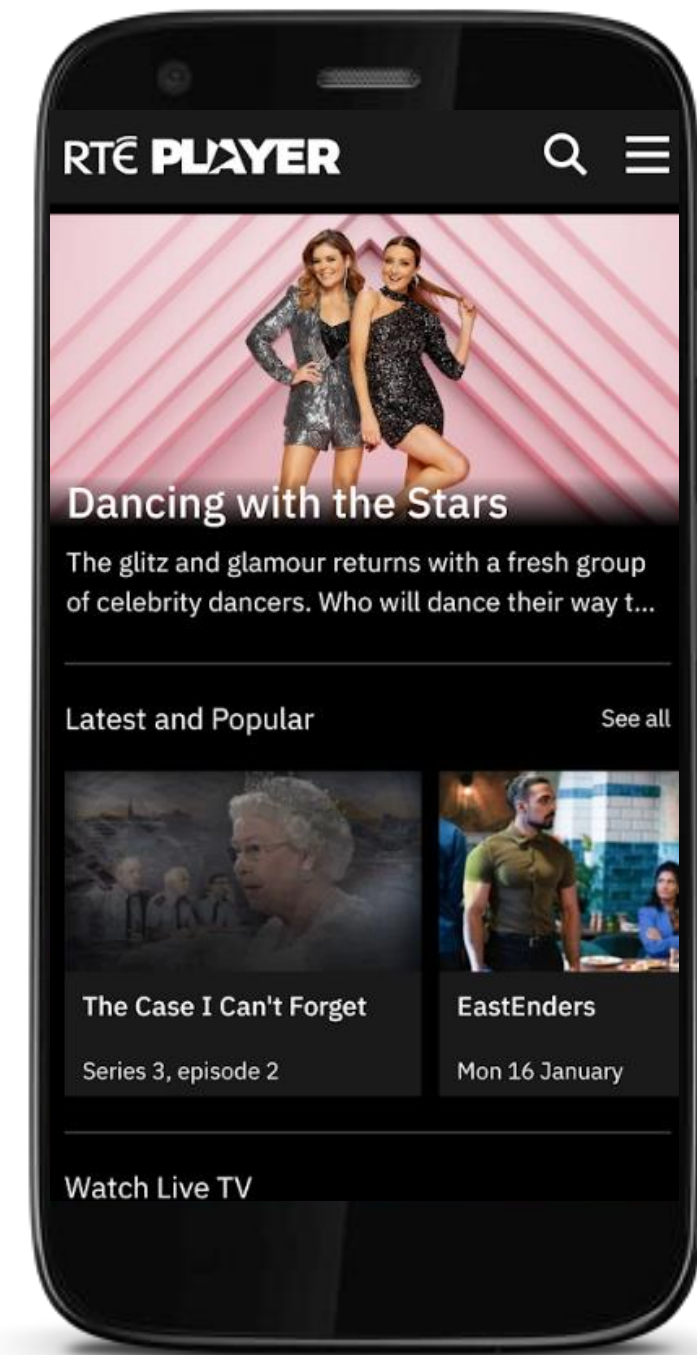 RTÉ PLAYER
Dancing with the Stars
The glitz and glamour returns with a fresh group
of celebrity dancers. Who will dance their way t...
Latest and Popular
See all
The Case I Can't Forget
EastEnders
Series 3, episode 2
Mon 16 January
Watch Live TV